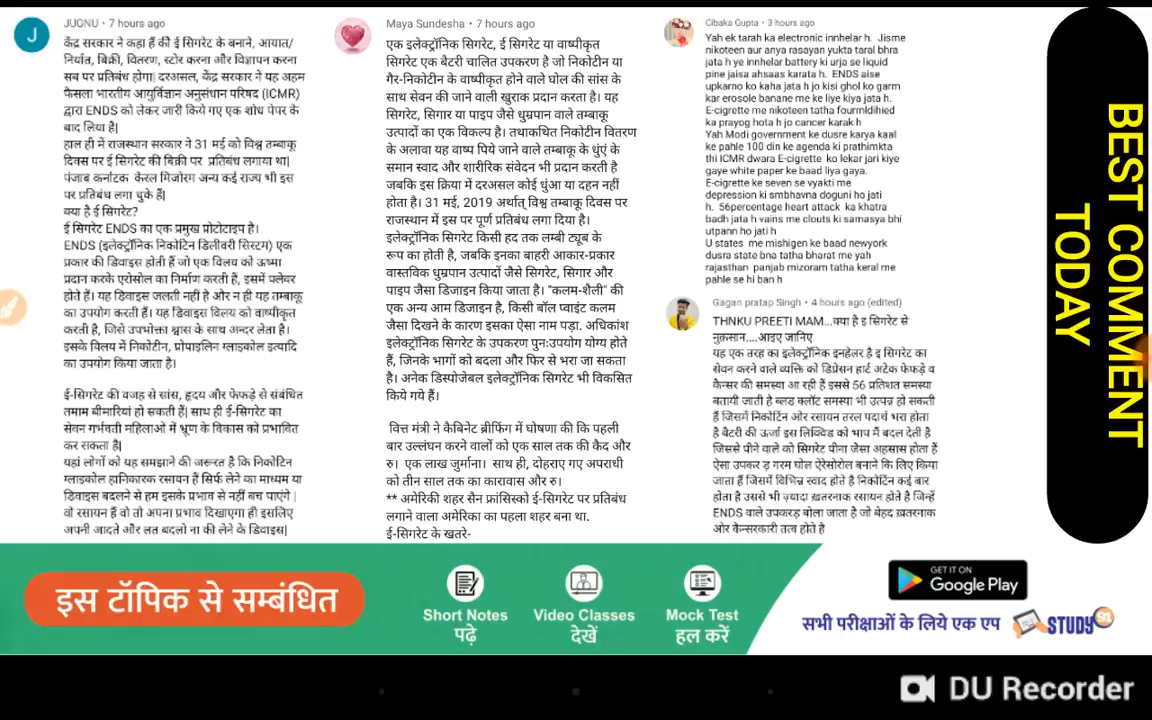 JUGNU • 7 hours ago
केंद्र सरकार ने कहा हैं की ई सिगरेट के बनाने, आयात/
निर्यात, बिक्री, वितरण, स्टोर करना और विज्ञापन करना
सब पर प्रतिबंध होगा| दरअसल, केंद्र सरकार ने यह अहम
फैसला भारतीय आयुर्विज्ञान अनुसंधान परिषद (ICMR)
द्वारा ENDS को लेकर जारी किये गए एक शोध पेपर के
बाद लिया है|
हाल ही में राजस्थान सरकार ने 31 मई को विश्व तम्बाकू
दिवस पर ई सिगरेट की बिक्री पर प्रतिबंध लगाया था|
पंजाब कर्नाटक केरल मिजोरम अन्य कई राज्य भी इस
पर प्रतिबंध लगा चुके हैं|
क्या है ई सिगरेट?
ई सिगरेट ENDS का एक प्रमुख प्रोटोटाइप है।
ENDS (इलेक्ट्रॉनिक निकोटिन डिलीवरी सिस्टम) एक
प्रकार की डिवाइस होती हैं जो एक विलय को ऊष्मा
प्रदान करके एरोसोल का निर्माण करती हैं, इसमें फ्लेवर
होते हैं। यह डिवाइस जलती नहीं है और न ही यह तम्बाकू
का उपयोग करती हैं। यह डिवाइस विलय को वाष्पीकृत
करती है, जिसे उपभोक्ता श्वास के साथ अन्दर लेता है।
इसके विलय में निकोटीन, प्रोपाइलिन ग्लाइकोल इत्यादि
का उपयोग किया जाता है।
ई-सिगरेट की वजह से सांस, हृदय और फेफड़े से संबंधित
तमाम बीमारियां हो सकती हैं| साथ ही ई-सिगरेट का
सेवन गर्भवती महिलाओ में भ्रूण के विकास को प्रभावित
कर सकता है|
यहां लोगों को यह समझाने की जरूरत है कि निकोटिन
ग्लाइकोल हानिकारक रसायन हैं सिर्फ लेने का माध्यम या
डिवाइस बदलने से हम इसके प्रभाव से नहीं बच पाएंगे |
वो रसायन हैं वो तो अपना प्रभाव दिखाएगा ही इसलिए
अपनी आदते और लत बदलो ना की लेने के डिवाइस|
Maya Sundesha • 7 hours ago
एक इलेक्ट्रॉनिक सिगरेट, ई सिगरेट या वाष्पीकृत
सिगरेट एक बैटरी चालित उपकरण है जो निकोटीन या
गैर-निकोटीन के वाष्पीकृत होने वाले घोल की सांस के
साथ सेवन की जाने वाली खुराक प्रदान करता है। यह
सिगरेट, सिगार या पाइप जैसे धुम्रपान वाले तम्बाकू
उत्पादों का एक विकल्प है। तथाकथित निकोटीन वितरण
के अलावा यह वाष्प पिये जाने वाले तम्बाकू के धुंएं के
समान स्वाद और शारीरिक संवेदन भी प्रदान करती है
जबकि इस क्रिया में दरअसल कोई धुंआ या दहन नहीं
होता है। 31 मई, 2019 अर्थात् विश्व तम्बाकू दिवस पर
राजस्थान में इस पर पूर्ण प्रतिबंध लगा दिया है।
इलेक्ट्रॉनिक सिगरेट किसी हद तक लम्बी ट्यूब के
रूप का होती है, जबकि इनका बाहरी आकार-प्रकार
वास्तविक धुम्रपान उत्पादों जैसे सिगरेट, सिगार और
पाइप जैसा डिजाइन किया जाता है। "कलम-शैली" की
एक अन्य आम डिजाइन है, किसी बॉल प्वाइंट कलम
जैसा दिखने के कारण इसका ऐसा नाम पड़ा. अधिकांश
इलेक्ट्रॉनिक सिगरेट के उपकरण पुनःउपयोग योग्य होते
हैं, जिनके भागों को बदला और फिर से भरा जा सकता
है। अनेक डिस्पोजेबल इलेक्ट्रॉनिक सिगरेट भी विकसित
किये गये हैं।
वित्त मंत्री ने कैबिनेट ब्रीफिंग में घोषणा की कि पहली
बार उल्लंघन करने वालों को एक साल तक की कैद और
रु। एक लाख जुर्माना। साथ ही, दोहराए गए अपराधी
को तीन साल तक का कारावास और रु।
** अमेरिकी शहर सैन फ्रांसिस्को ई-सिगरेट पर प्रतिबंध
लगाने वाला अमेरिका का पहला शहर बना था.
ई-सिगरेट के खतरे-
Cibaka Gupta • 3 hours ago
Yah ek tarah ka electronic innhelar h. Jisme
nikoteen aur anya rasayan yukta taral bhra
jata h ye innhelar battery ki urja se liquid
pine jaisa ahsaas karata h. ENDS aise
upkarno ko kaha jata h jo kisi ghol ko garm
kar erosole banane me ke liye kiya jata h.
E-cigrette me nikoteen tatha fourmldihied
ka prayog hota h jo cancer karak h
Yah Modi government ke dusre karya kaal
ke pahle 100 din ke agenda ki prathimkta
thi ICMR dwara E-cigrette ko lekar jari kiye
gaye white paper ke baad liya gaya.
E-cigrette ke seven se vyakti me
depression ki smbhavna doguni ho jati
h. 56percentage heart attack ka khatra
badh jata h vains me clouts ki samasya bhi
utpann ho jati h
U states me mishigen ke baad newyork
dusra state bna tatha bharat me yah
rajasthan panjab mizoram tatha keral me
pahle se hi ban h
Gagan pratap Singh • 4 hours ago (edited)
THNKU PREETI MAM...क्या है इ सिगरेट से
नुक़सान....आइए जानिएं
यह एक तरह का इलेक्ट्रॉनिक इनहेलर है इ सिगरेट का
सेवन करने वाले व्यक्ति को डिप्रेसन हार्ट अटेक फेफड़े व
कैन्सर की समस्या आ रही हैं इससे 56 प्रतिशत समस्या
बतायी जाती है ब्लड क्लॉट समस्या भी उत्पन्न हो सकती
हैं जिसमें निकोटिन ओर रसायन तरल पदार्थ भरा होता
है बैटरी की ऊर्जा इस लिक्विड को भाप मैं बदल देती है
जिससे पीने वाले को सिगरेट पीना जेसा अहसास होता हैं
ऐसा उपकर ड़ गरम घोल ऐरेसोरोल बनाने कि लिए किया
जाता हैं जिसमें विभिन्न स्वाद होते है निकोटिन कई बार
होता है उससे भी ज़्यादा ख़तरनाक रसायन होते है जिन्हें
ENDS वाले उपकरड़ बोला जाता है जो बेहद ख़तरनाक
ओर कैन्सरकारी तत्व होते है
BEST COMMENT
TODAY
इस टॉपिक से सम्बंधित
Short Notes
पढ़े
Video Classes
देखें
Mock Test
हल करें
GET IT ON
Google Play
सभी परीक्षाओं के लिये एक एप
STUDY 91
DU Recorder